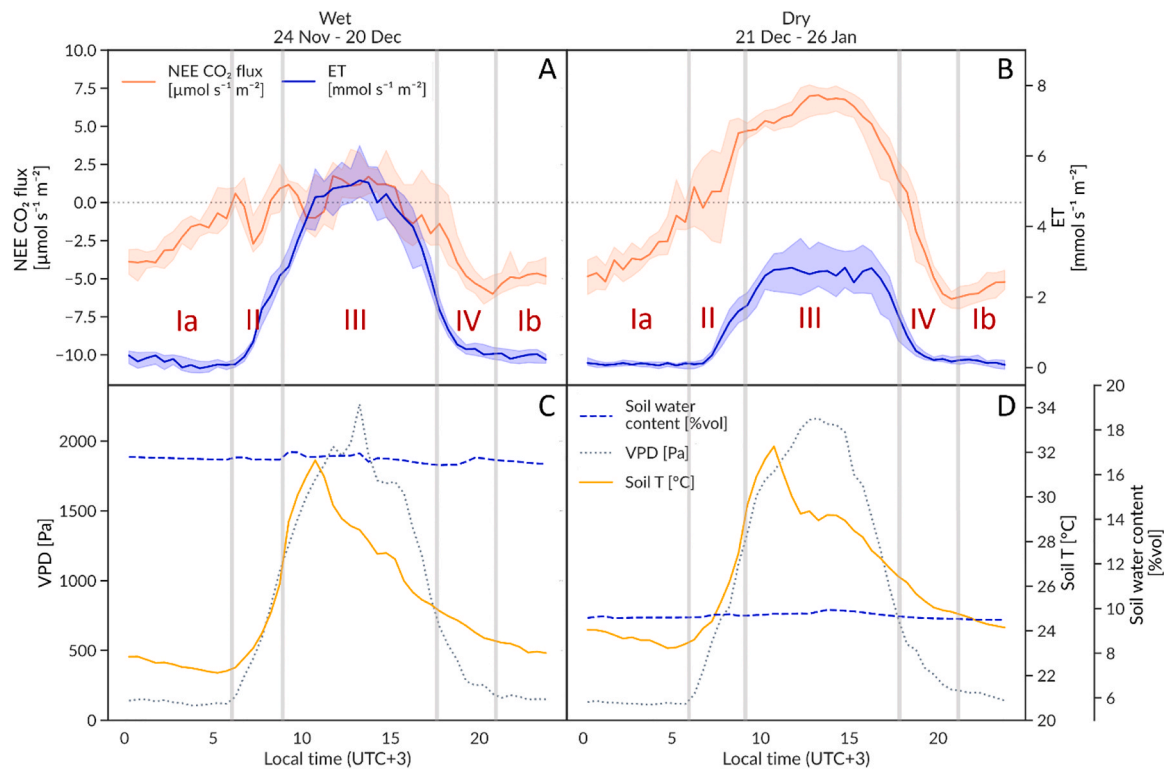 Wet
24 Nov - 20 Dec
Dry
21 Dec - 26 Jan
NEE CO₂ flux
[μmol s⁻¹ m⁻²]
10.0
7.5
5.0
2.5
0.0
−2.5
−5.0
−7.5
−10.0
NEE CO₂ flux
[μmol s⁻¹ m⁻²]
ET
[mmol s⁻¹ m⁻²]
A
Ia
II
III
IV
Ib
B
Ia
II
III
IV
Ib
8
6
4
2
0
ET
[mmol s⁻¹ m⁻²]
VPD [Pa]
2000
1500
1000
500
0
C
0
5
10
15
20
Local time (UTC+3)
Soil water
content [%vol]
VPD [Pa]
Soil T [°C]
D
0
5
10
15
20
Local time (UTC+3)
34
32
30
28
26
24
22
20
Soil T [°C]
20
18
16
14
12
10
8
6
Soil water content
[%vol]